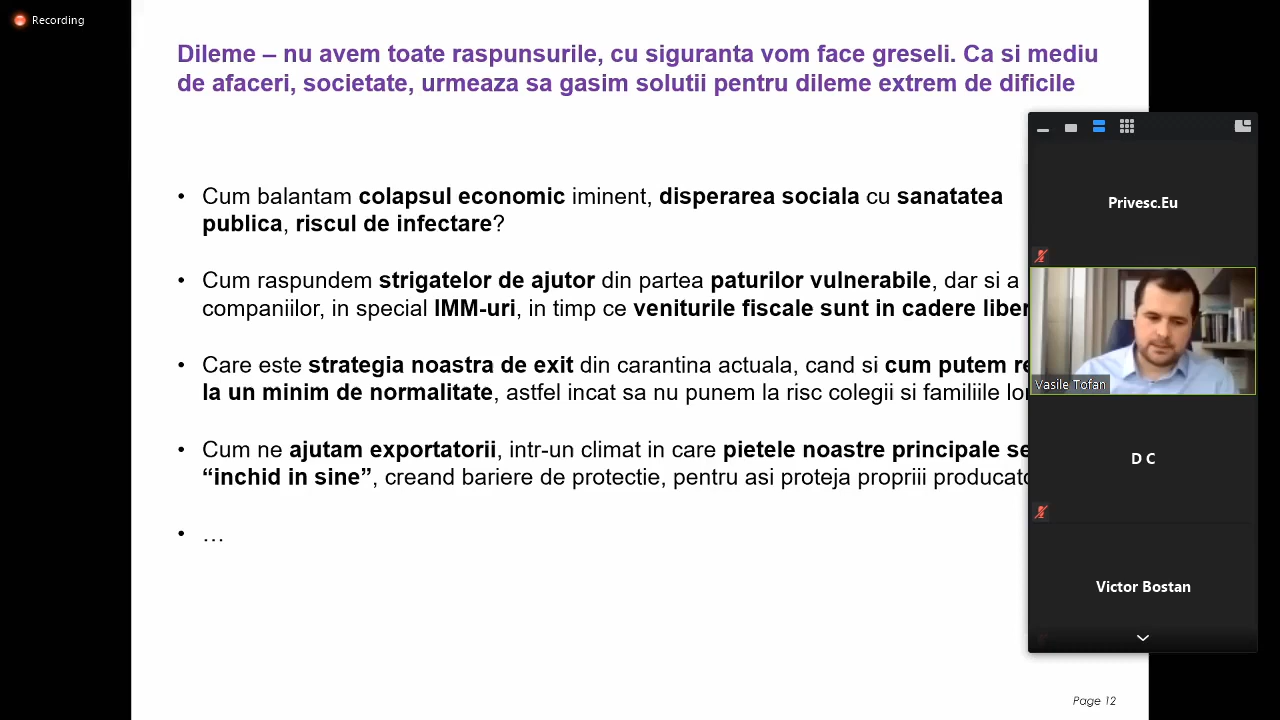 Recording
Dileme – nu avem toate raspunsurile, cu siguranta vom face greseli. Ca si mediu
de afaceri, societate, urmeaza sa gasim solutii pentru dileme extrem de dificile
• Cum balantam colapsul economic iminent, disperarea sociala cu sanatatea
publica, riscul de infectare?
• Cum raspundem strigatelor de ajutor din partea paturilor vulnerabile, dar si a
companiilor, in special IMM-uri, in timp ce veniturile fiscale sunt in cadere
• Care este strategia noastra de exit din carantina actuala, cand si cum putem
la un minim de normalitate, astfel incat sa nu punem la risc colegii si familiile
• Cum ne ajutam exportatorii, intr-un climat in care pietele noastre principale se
“inchid in sine”, creand bariere de protectie, pentru asi proteja propriii
• …
Page 12
Privesc.Eu
Vasile Tofan
D C
Victor Bostan